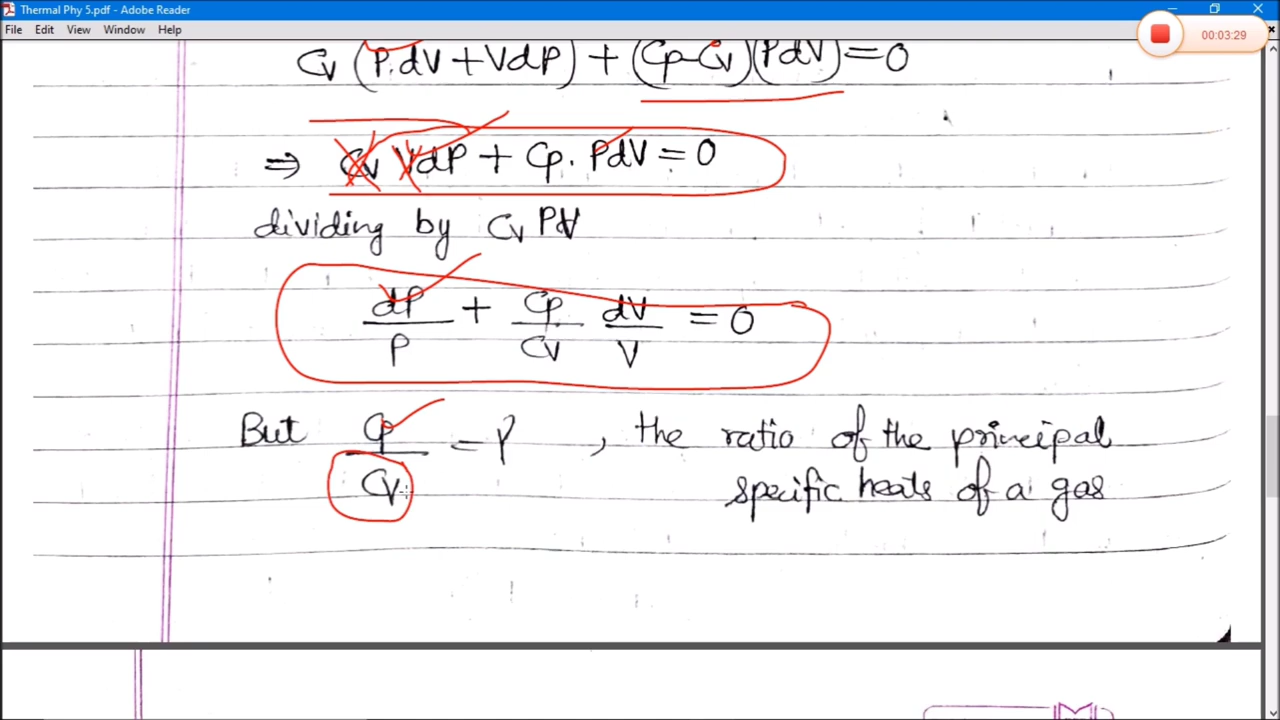 Thermal Phy 5.pdf - Adobe Reader
File Edit View Window Help
00:03:29
Cv (P.dV + VdP) + (Cp-Cv)(PdV) = 0
⇒ Cv VdP + Cp. PdV = 0
dividing by Cv PV
dP/P + Cp/Cv dV/V = 0
But Cp/Cv = γ , the ratio of the principal
specific heats of a gas